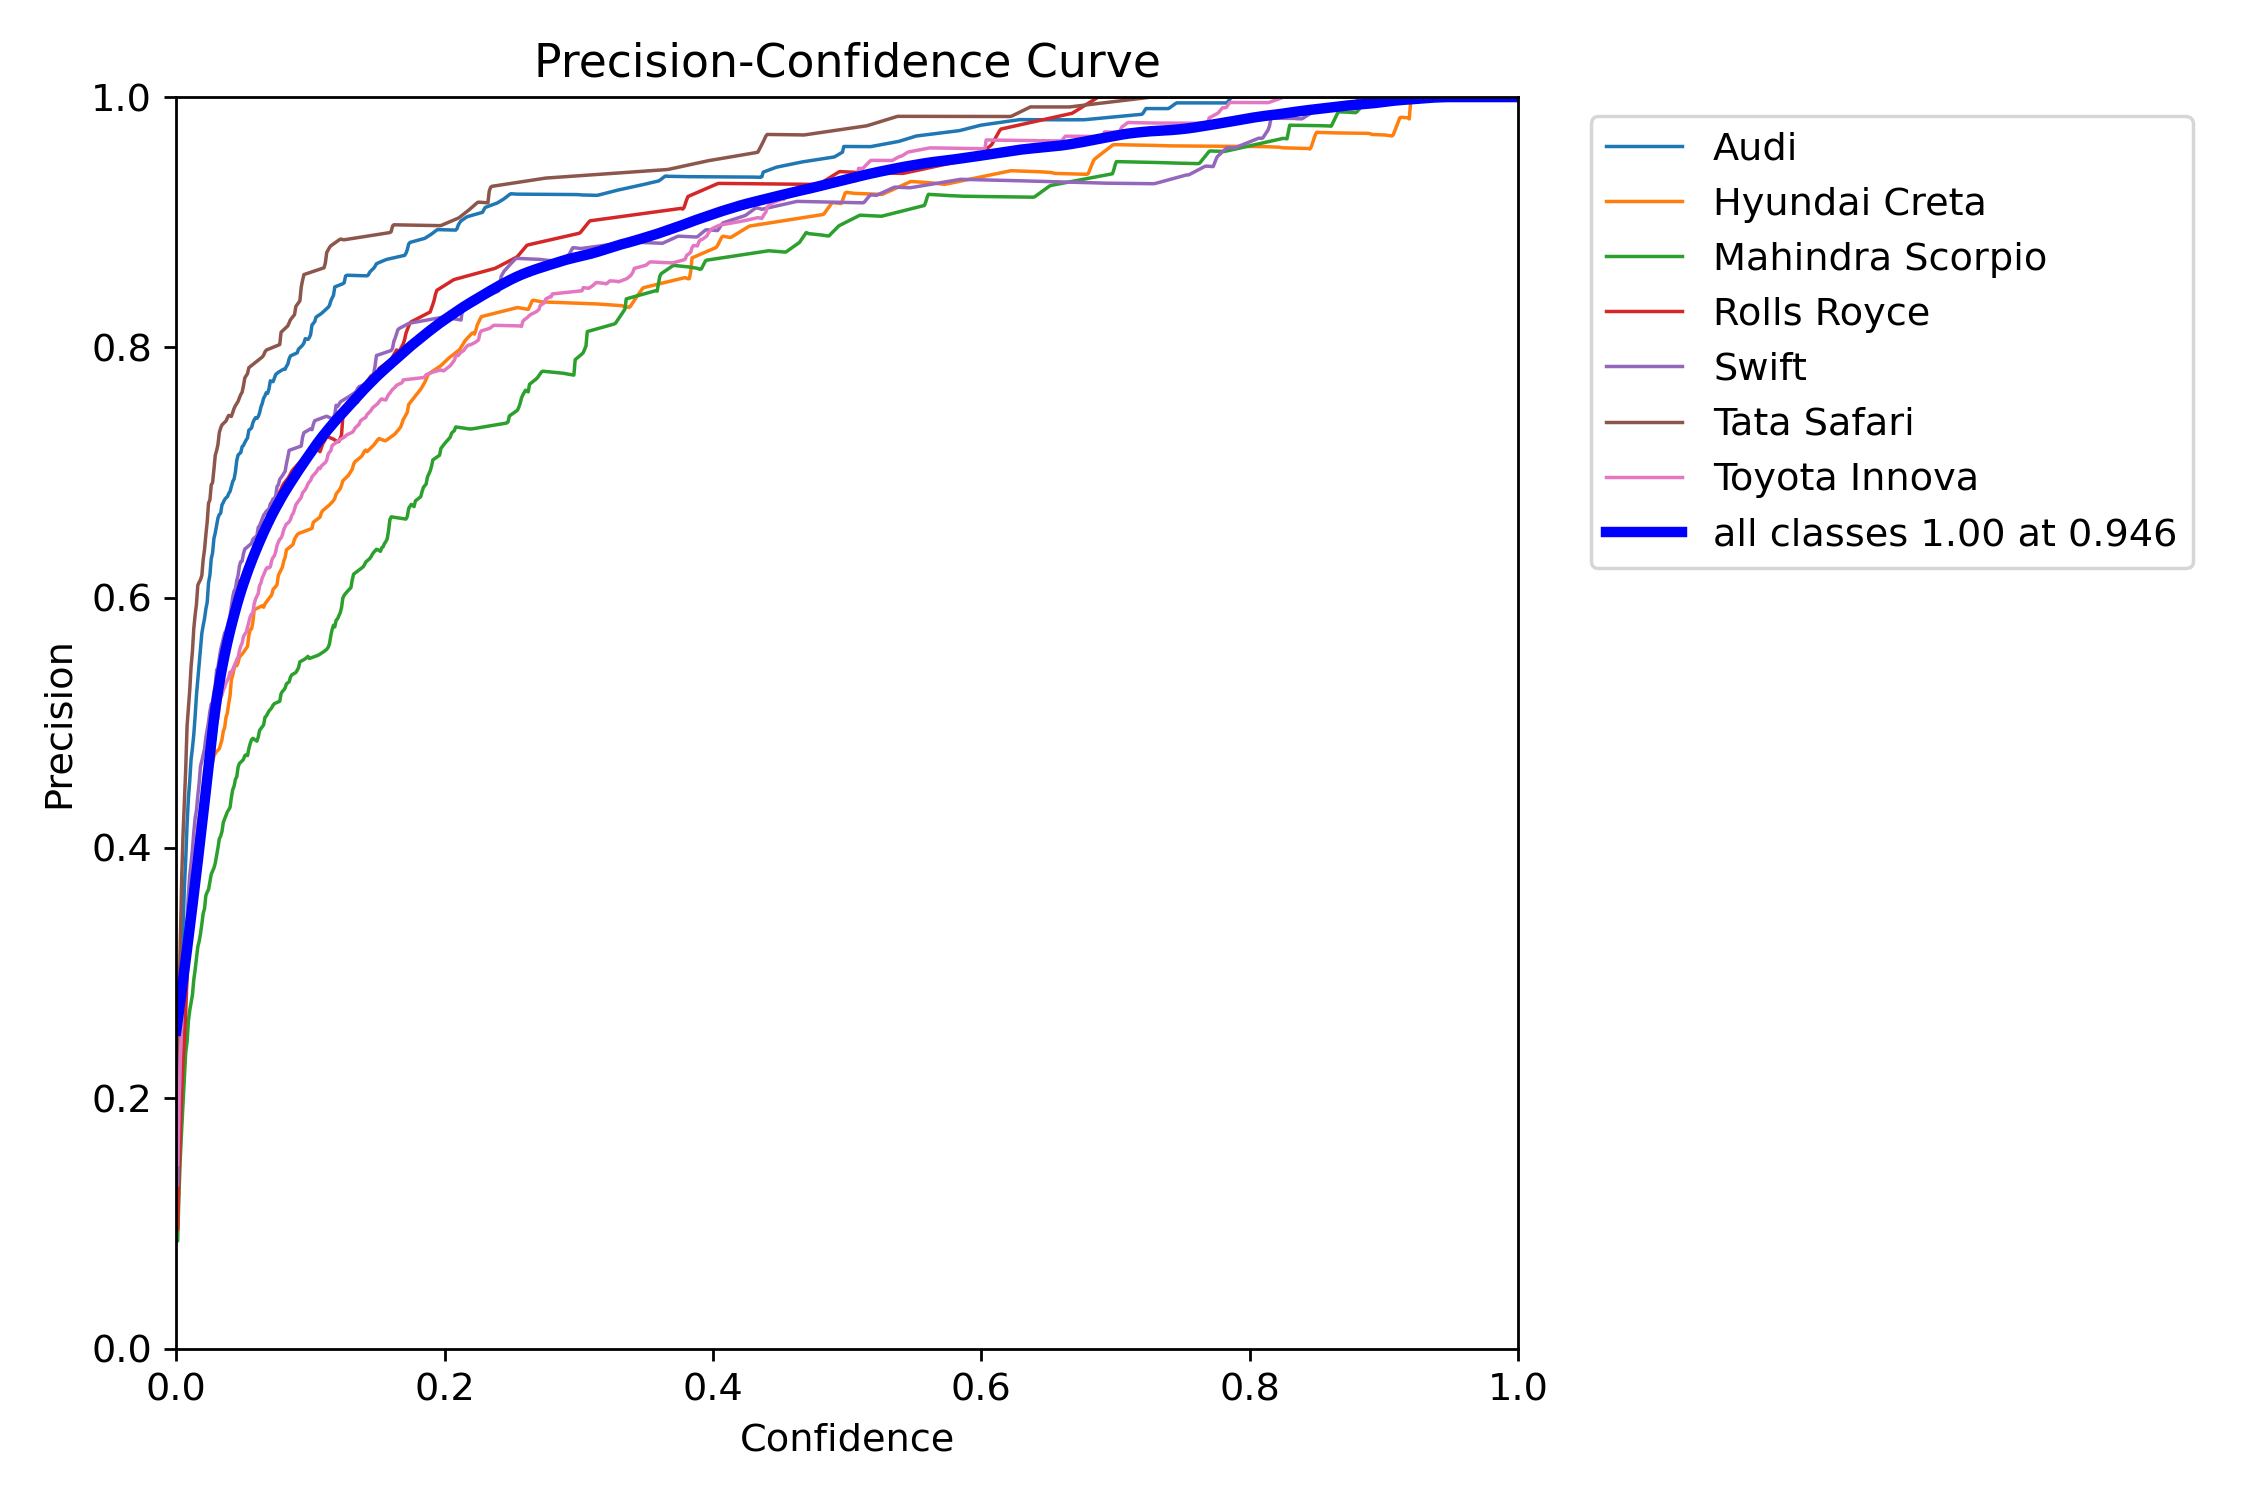 Precision-Confidence Curve
1.0
0.8
0.6
0.4
0.2
0.0
Precision
0.0 0.2 0.4 0.6 0.8 1.0
Confidence
Audi
Hyundai Creta
Mahindra Scorpio
Rolls Royce
Swift
Tata Safari
Toyota Innova
all classes 1.00 at 0.946